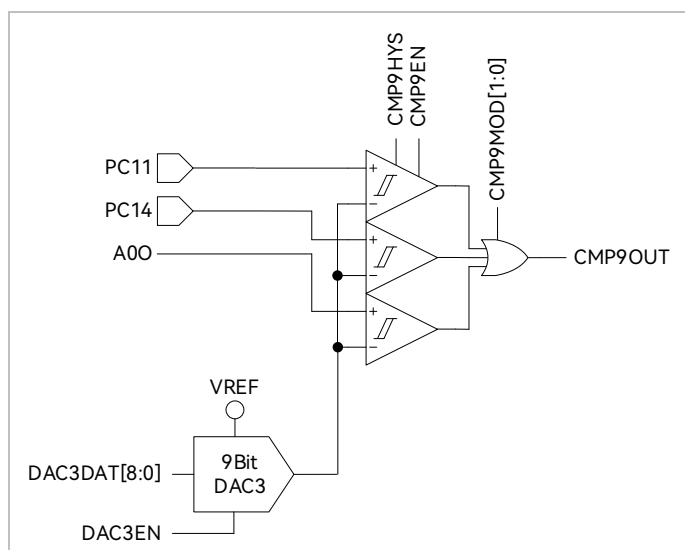 CMP9HYS
CMP9EN
CMP9MOD[1:0]
PC11
+
−
PC14
+
CMP9OUT
A0O
−
+
−
VREF
9Bit
DAC3
DAC3DAT[8:0]
DAC3EN